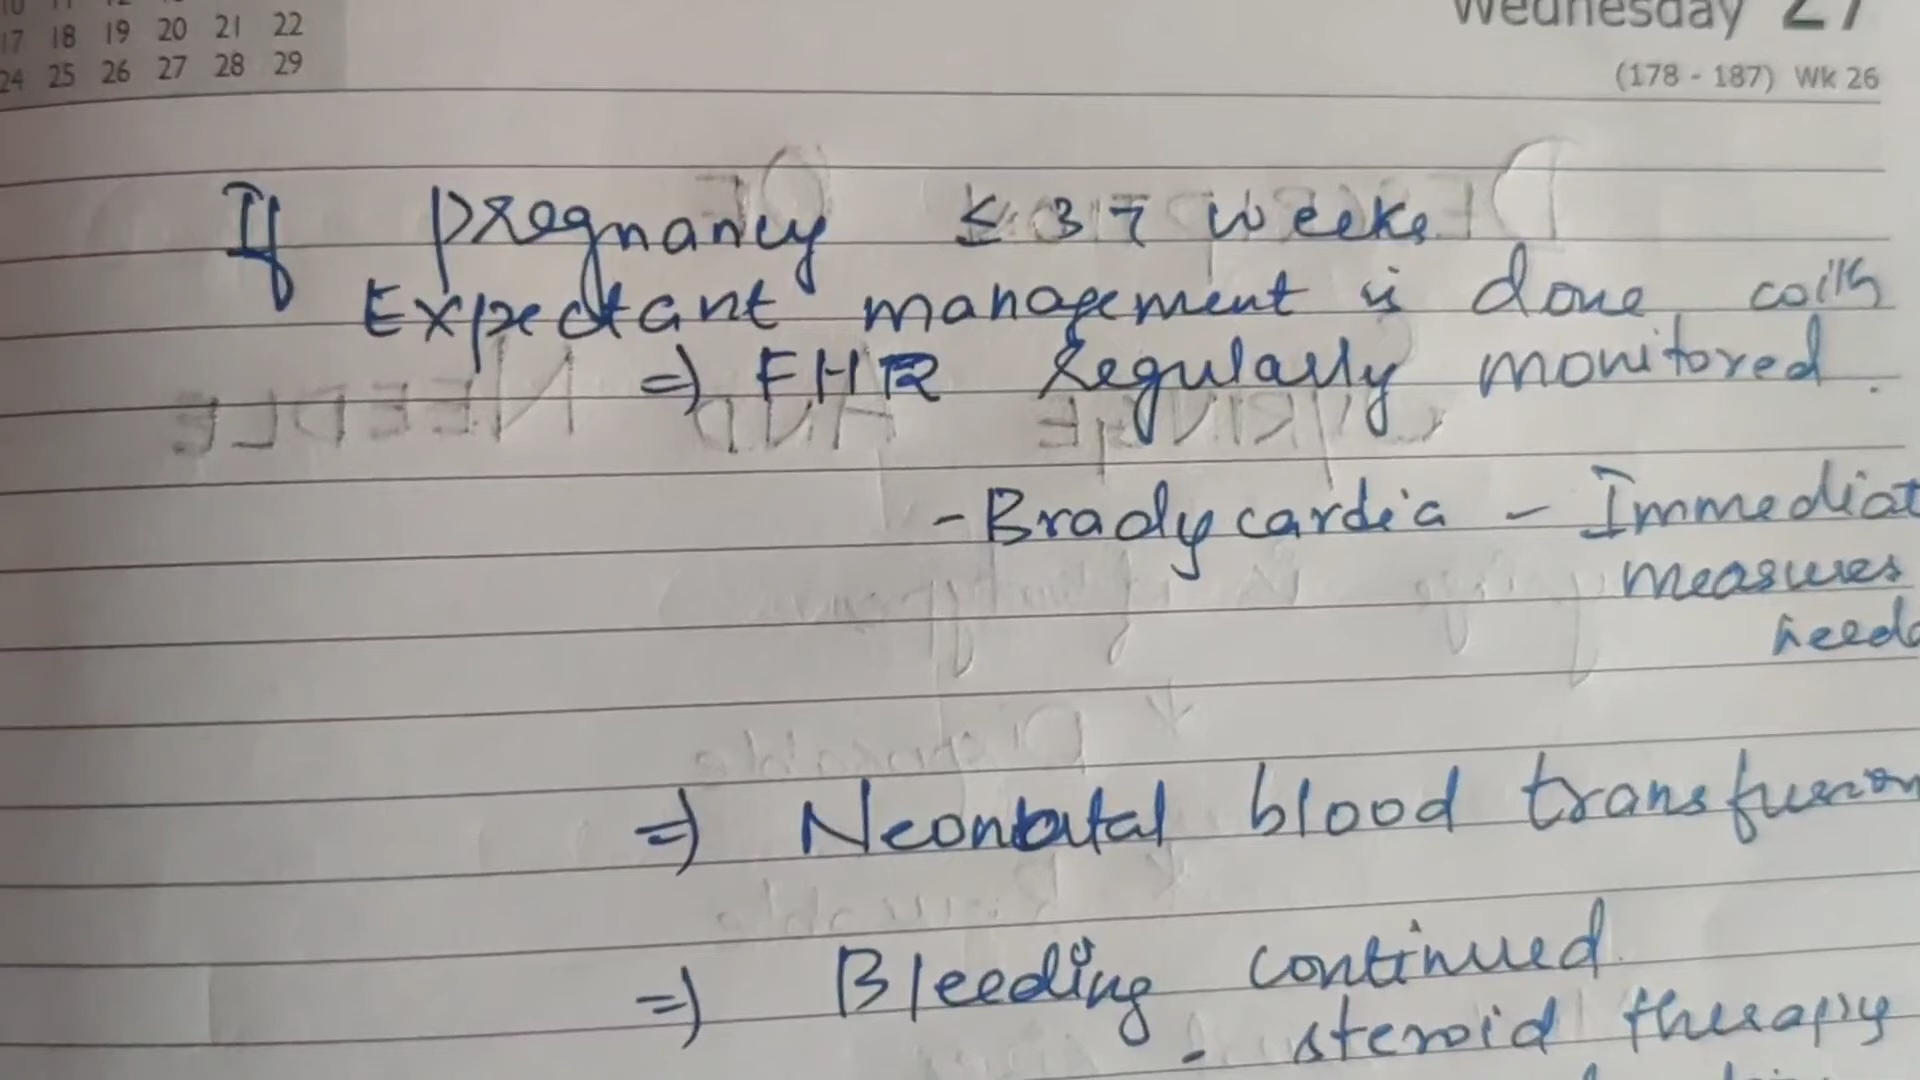 17 18 19 20 21 22
24 25 26 27 28 29
Wednesday 27
(178 - 187) Wk 26
If pregnancy ≤ 37 weeks
Expectant management is done with
⇒ FHR regularly monitored.
- Bradycardia - Immediat
measures
need
⇒ Neonatal blood transfusion
⇒ Bleeding continued
- steroid therapy